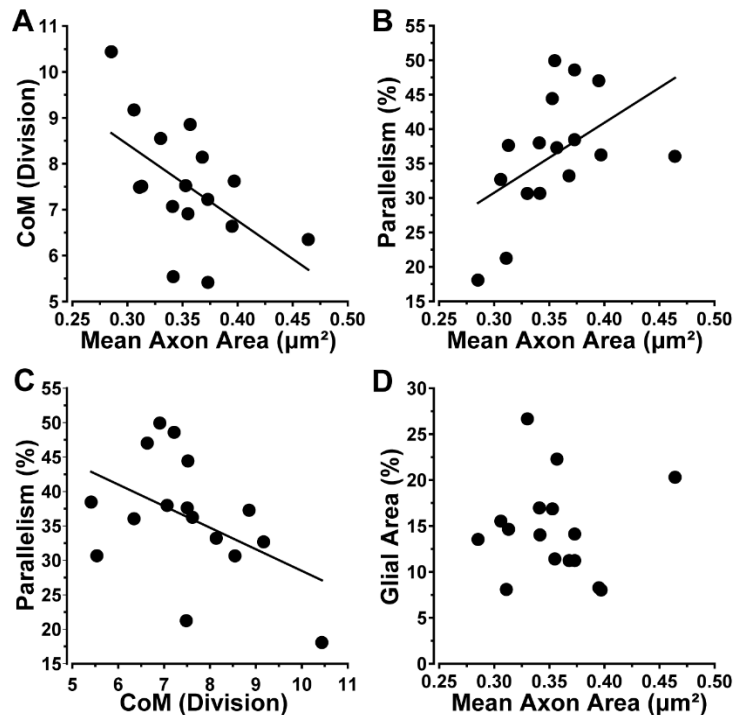 A
CoM (Division)
11
10
9
8
7
6
5
0.25 0.30 0.35 0.40 0.45 0.50
Mean Axon Area (µm²)
B
Parallelism (%)
55
50
45
40
35
30
25
20
15
0.25 0.30 0.35 0.40 0.45 0.50
Mean Axon Area (µm²)
C
Parallelism (%)
55
50
45
40
35
30
25
20
15
5 6 7 8 9 10 11
CoM (Division)
D
Glial Area (%)
30
25
20
15
10
5
0
0.25 0.30 0.35 0.40 0.45 0.50
Mean Axon Area (µm²)